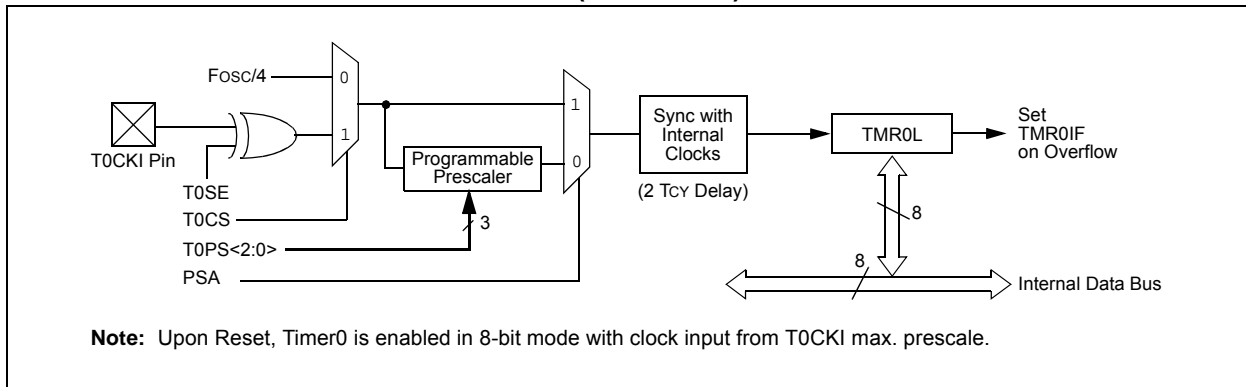 FOSC/4
0
1
T0CKI Pin
T0SE
T0CS
T0PS<2:0>
PSA
Programmable
Prescaler
3
1
0
Sync with
Internal
Clocks
(2 TCY Delay)
TMR0L
Set
TMR0IF
on Overflow
8
8
Internal Data Bus
Note: Upon Reset, Timer0 is enabled in 8-bit mode with clock input from T0CKI max. prescale.